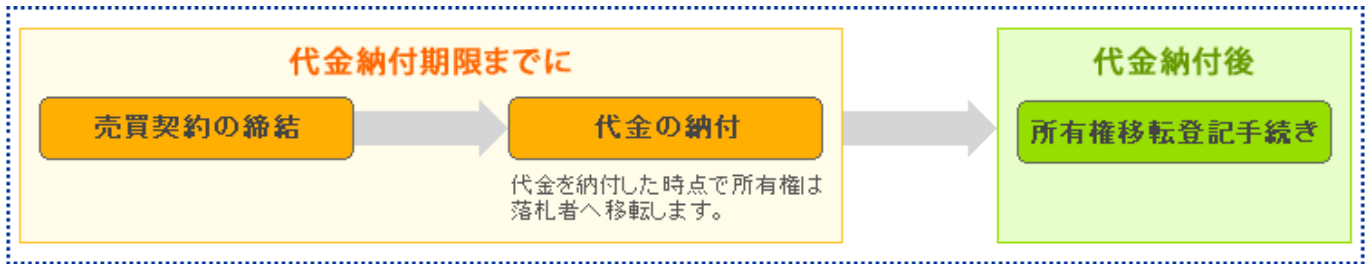 代金納付期限までに
売買契約の締結
代金の納付
代金を納付した時点で所有権は
落札者へ移転します。
代金納付後
所有権移転登記手続き